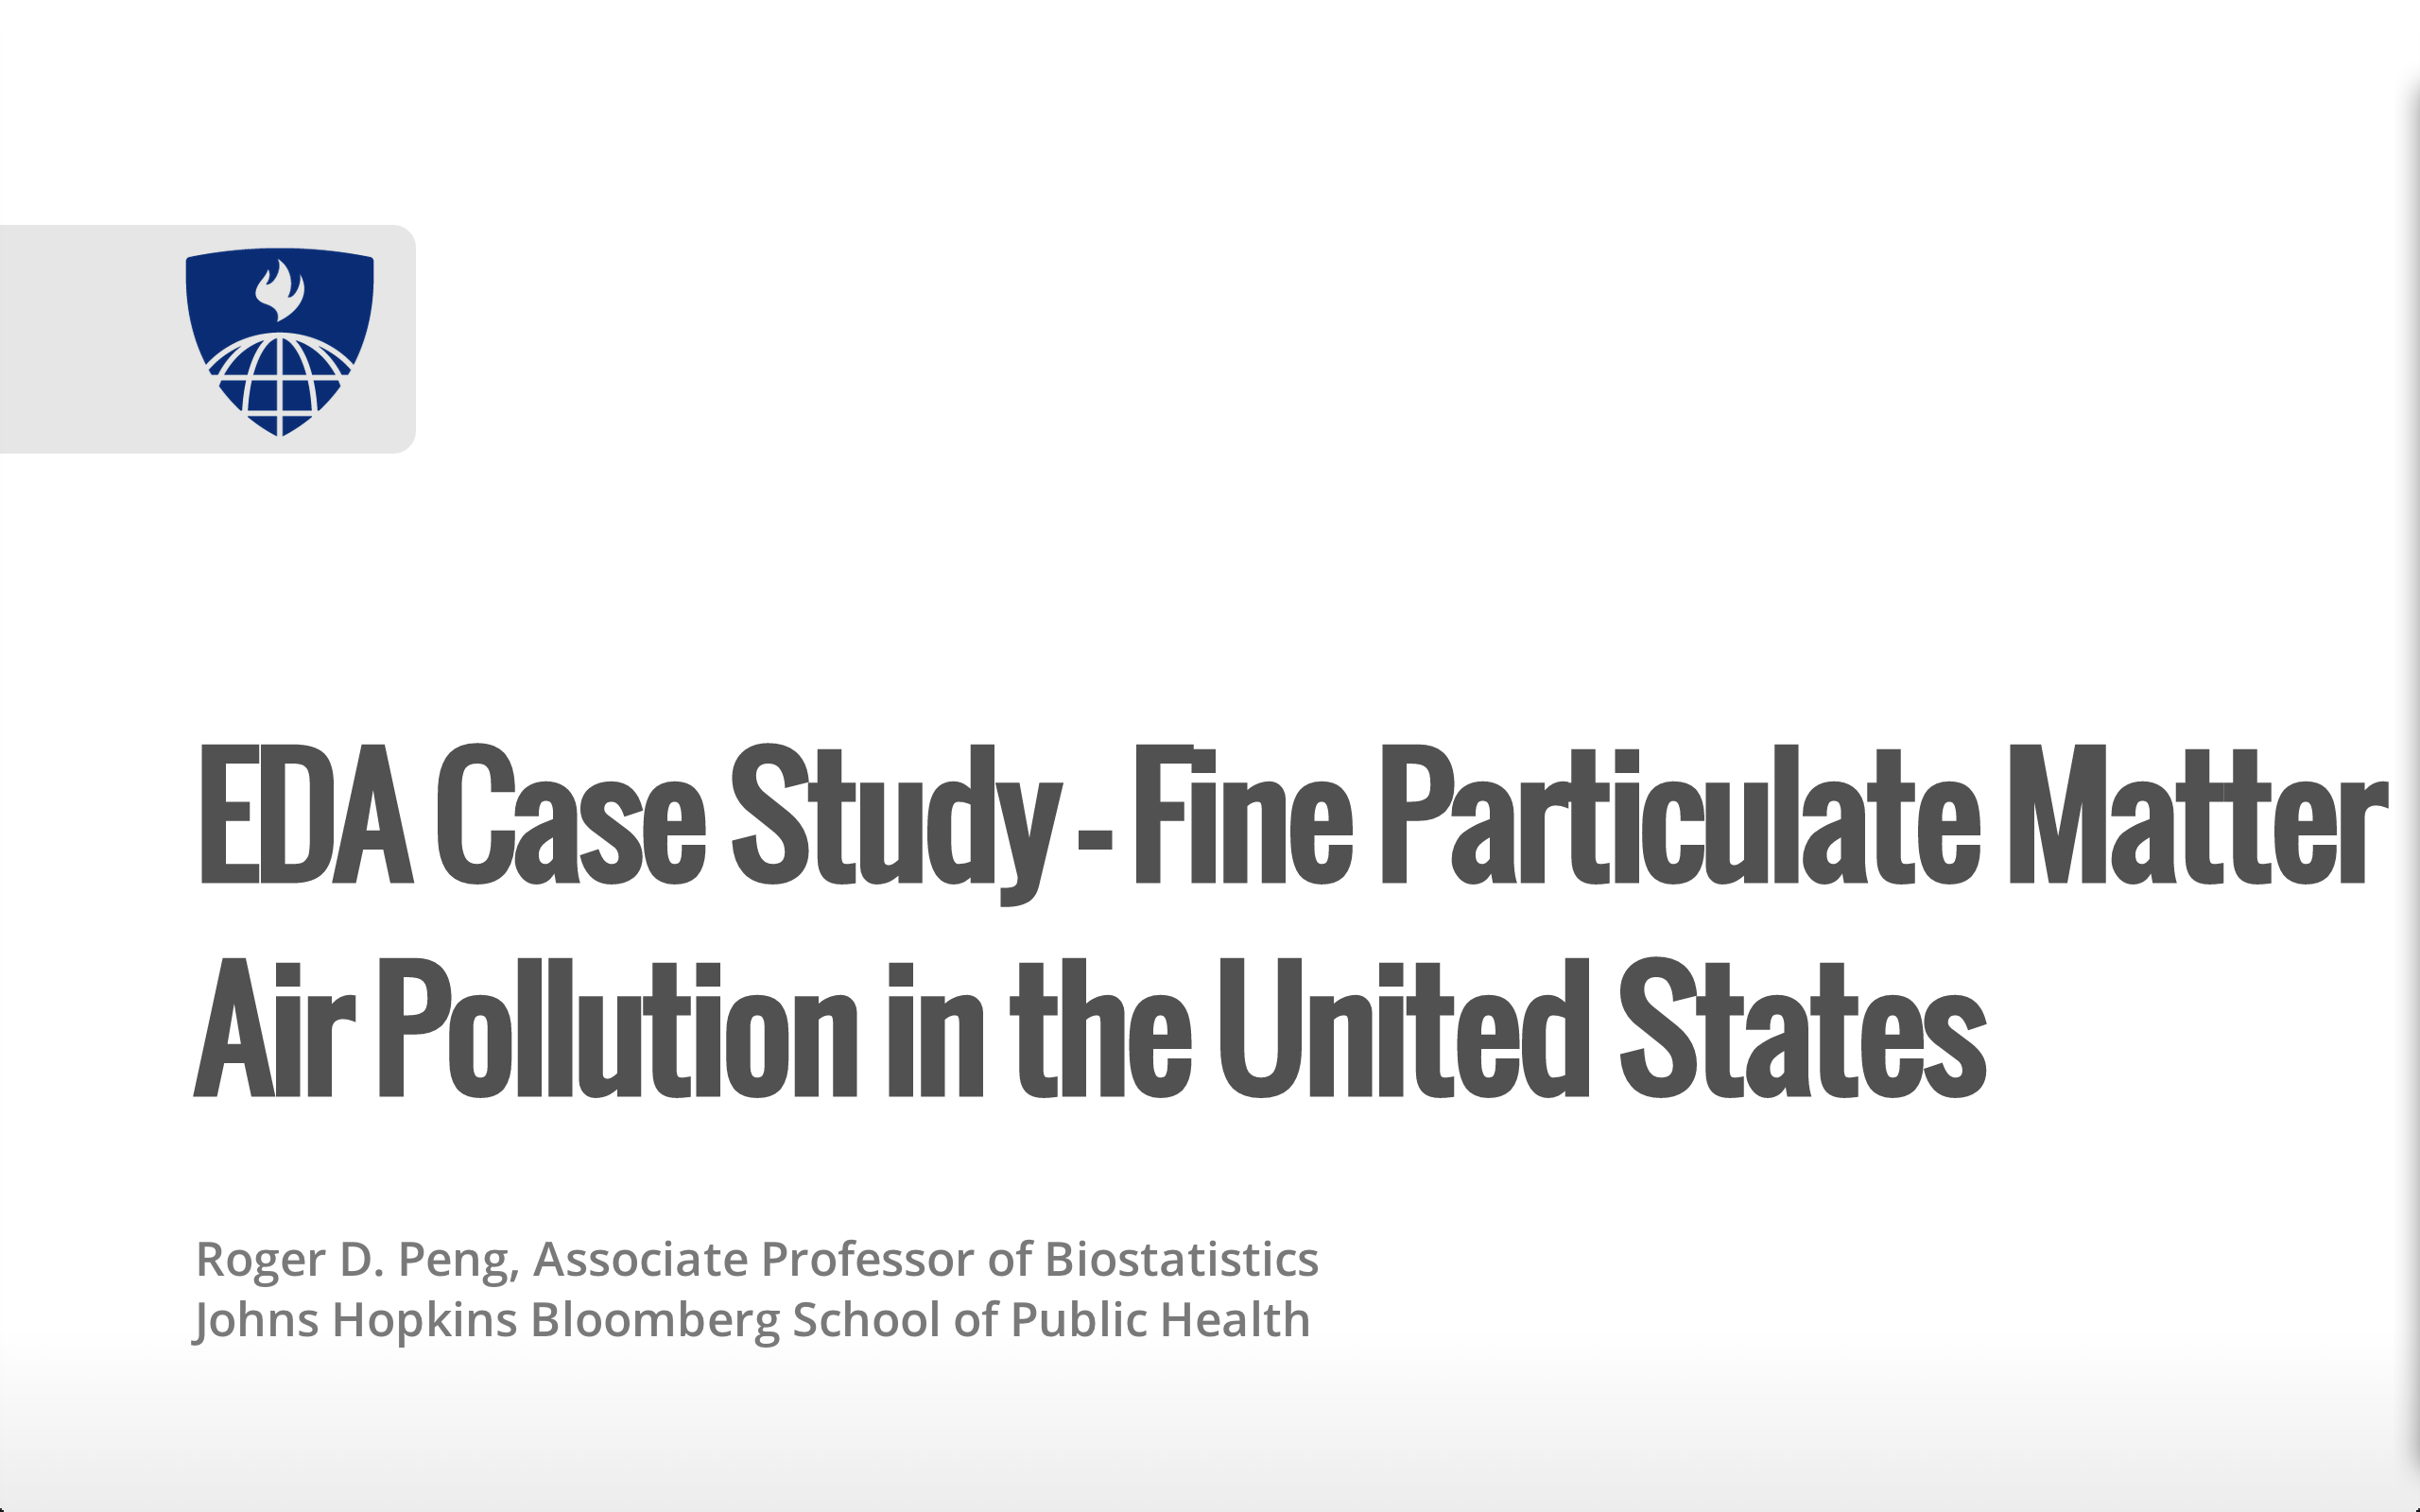 EDA Case Study - Fine Particulate Matter
Air Pollution in the United States
Roger D. Peng, Associate Professor of Biostatistics
Johns Hopkins Bloomberg School of Public Health